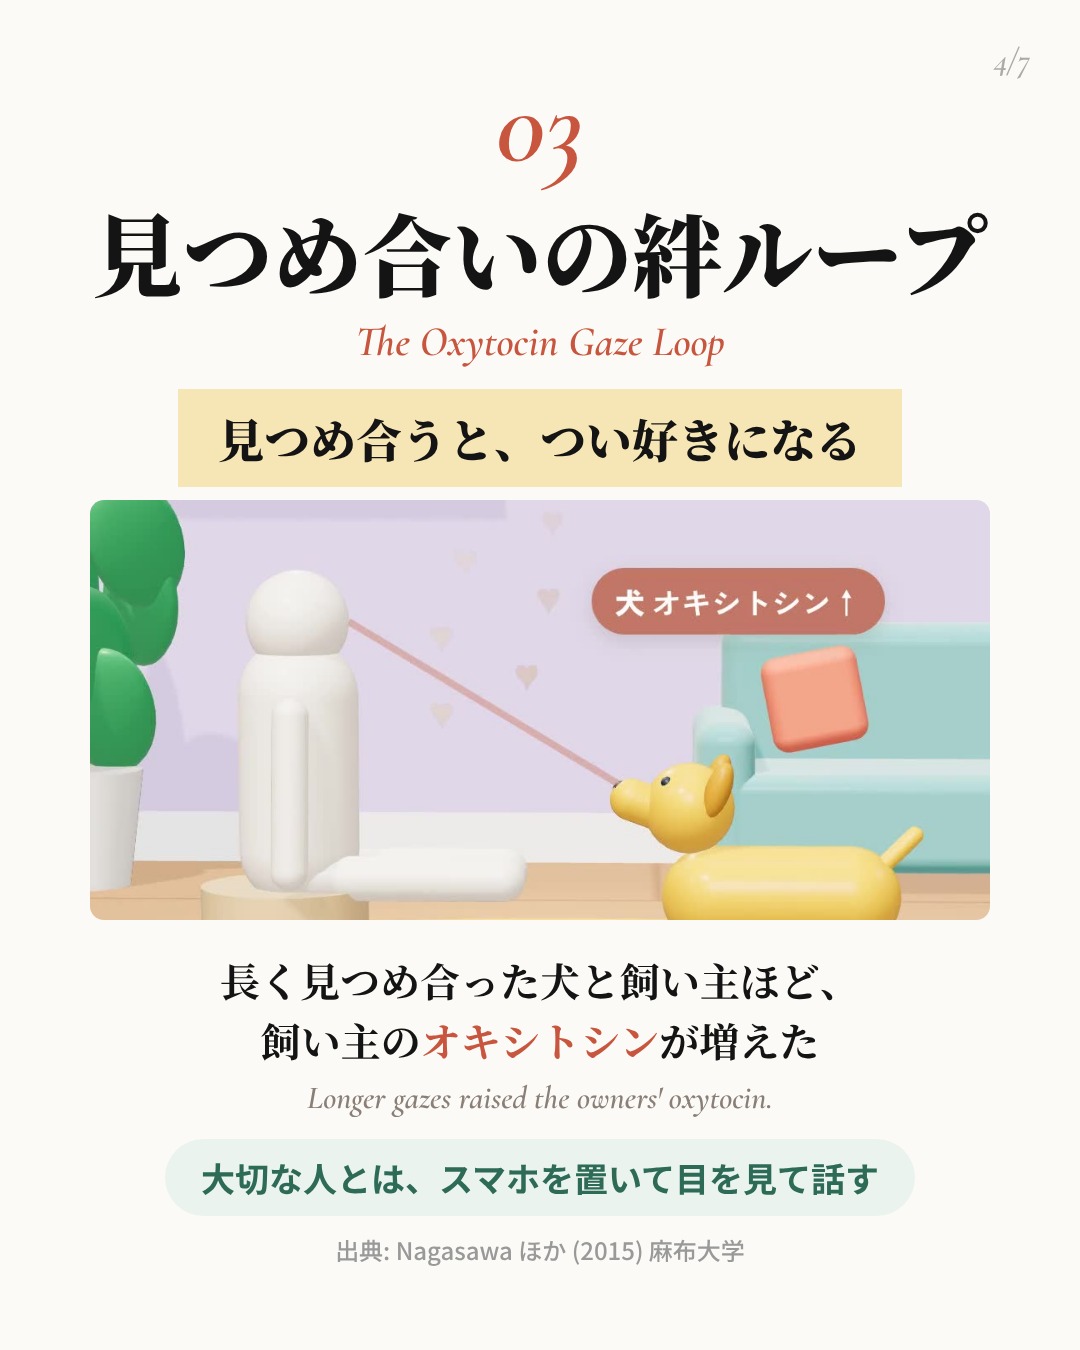 4/7
03
見つめ合いの絆ループ
The Oxytocin Gaze Loop
見つめ合うと、つい好きになる
犬 オキシトシン↑
長く見つめ合った犬と飼い主ほど、
飼い主のオキシトシンが増えた
Longer gazes raised the owners' oxytocin.
大切な人とは、スマホを置いて目を見て話す
出典: Nagasawa ほか (2015) 麻布大学